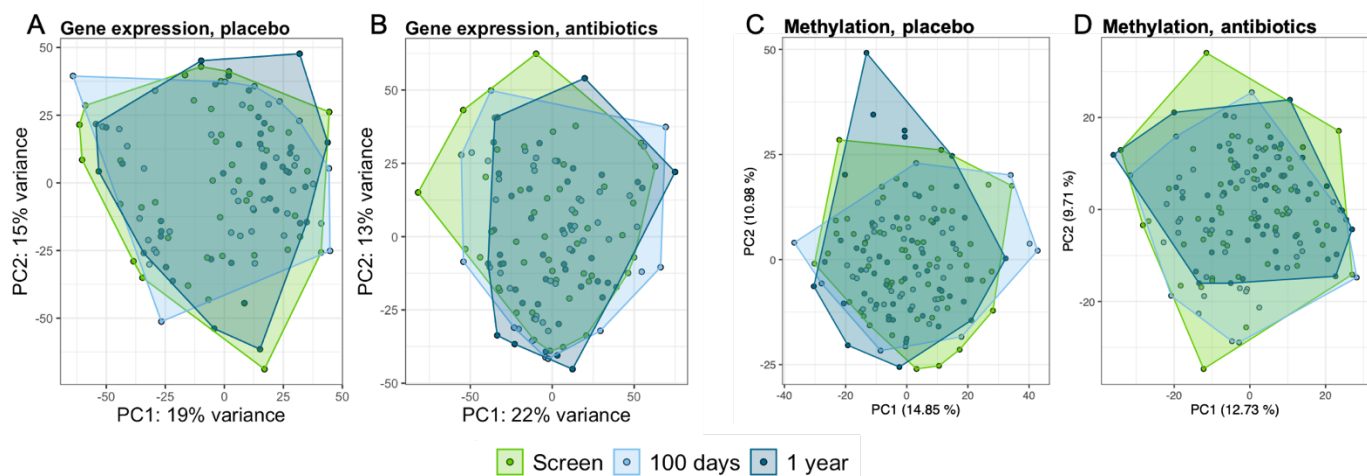 A Gene expression, placebo
50
25
0
-25
-50
PC2: 15% variance
-50
-25
0
25
50
PC1: 19% variance
B Gene expression, antibiotics
50
25
0
-25
-50
PC2: 13% variance
-50
0
50
PC1: 22% variance
C Methylation, placebo
50
25
0
-25
PC2 (10.98 %)
-40
-20
0
20
40
PC1 (14.85 %)
D Methylation, antibiotics
20
0
-20
PC2 (9.71 %)
-20
0
20
PC1 (12.73 %)
Screen 100 days 1 year